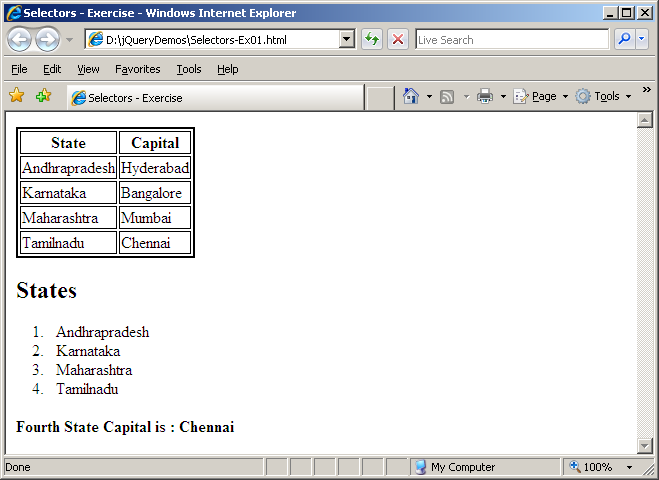 Selectors - Exercise - Windows Internet Explorer
D:\jQueryDemos\Selectors-Ex01.html
Live Search
File Edit View Favorites Tools Help
Selectors - Exercise
Page Tools »
State Capital
Andhrapradesh Hyderabad
Karnataka Bangalore
Maharashtra Mumbai
Tamilnadu Chennai
States
1. Andhrapradesh
2. Karnataka
3. Maharashtra
4. Tamilnadu
Fourth State Capital is : Chennai
Done My Computer 100%